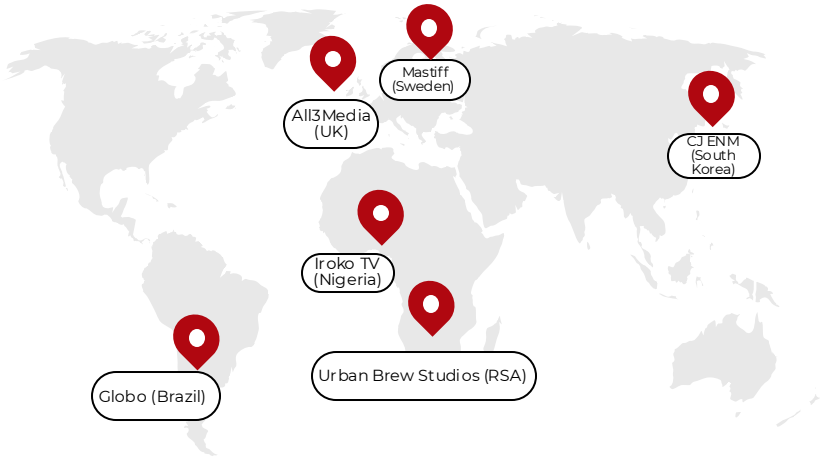 Mastiff
(Sweden)
All3Media
(UK)
CJ ENM
(South
Korea)
Iroko TV
(Nigeria)
Urban Brew Studios (RSA)
Globo (Brazil)